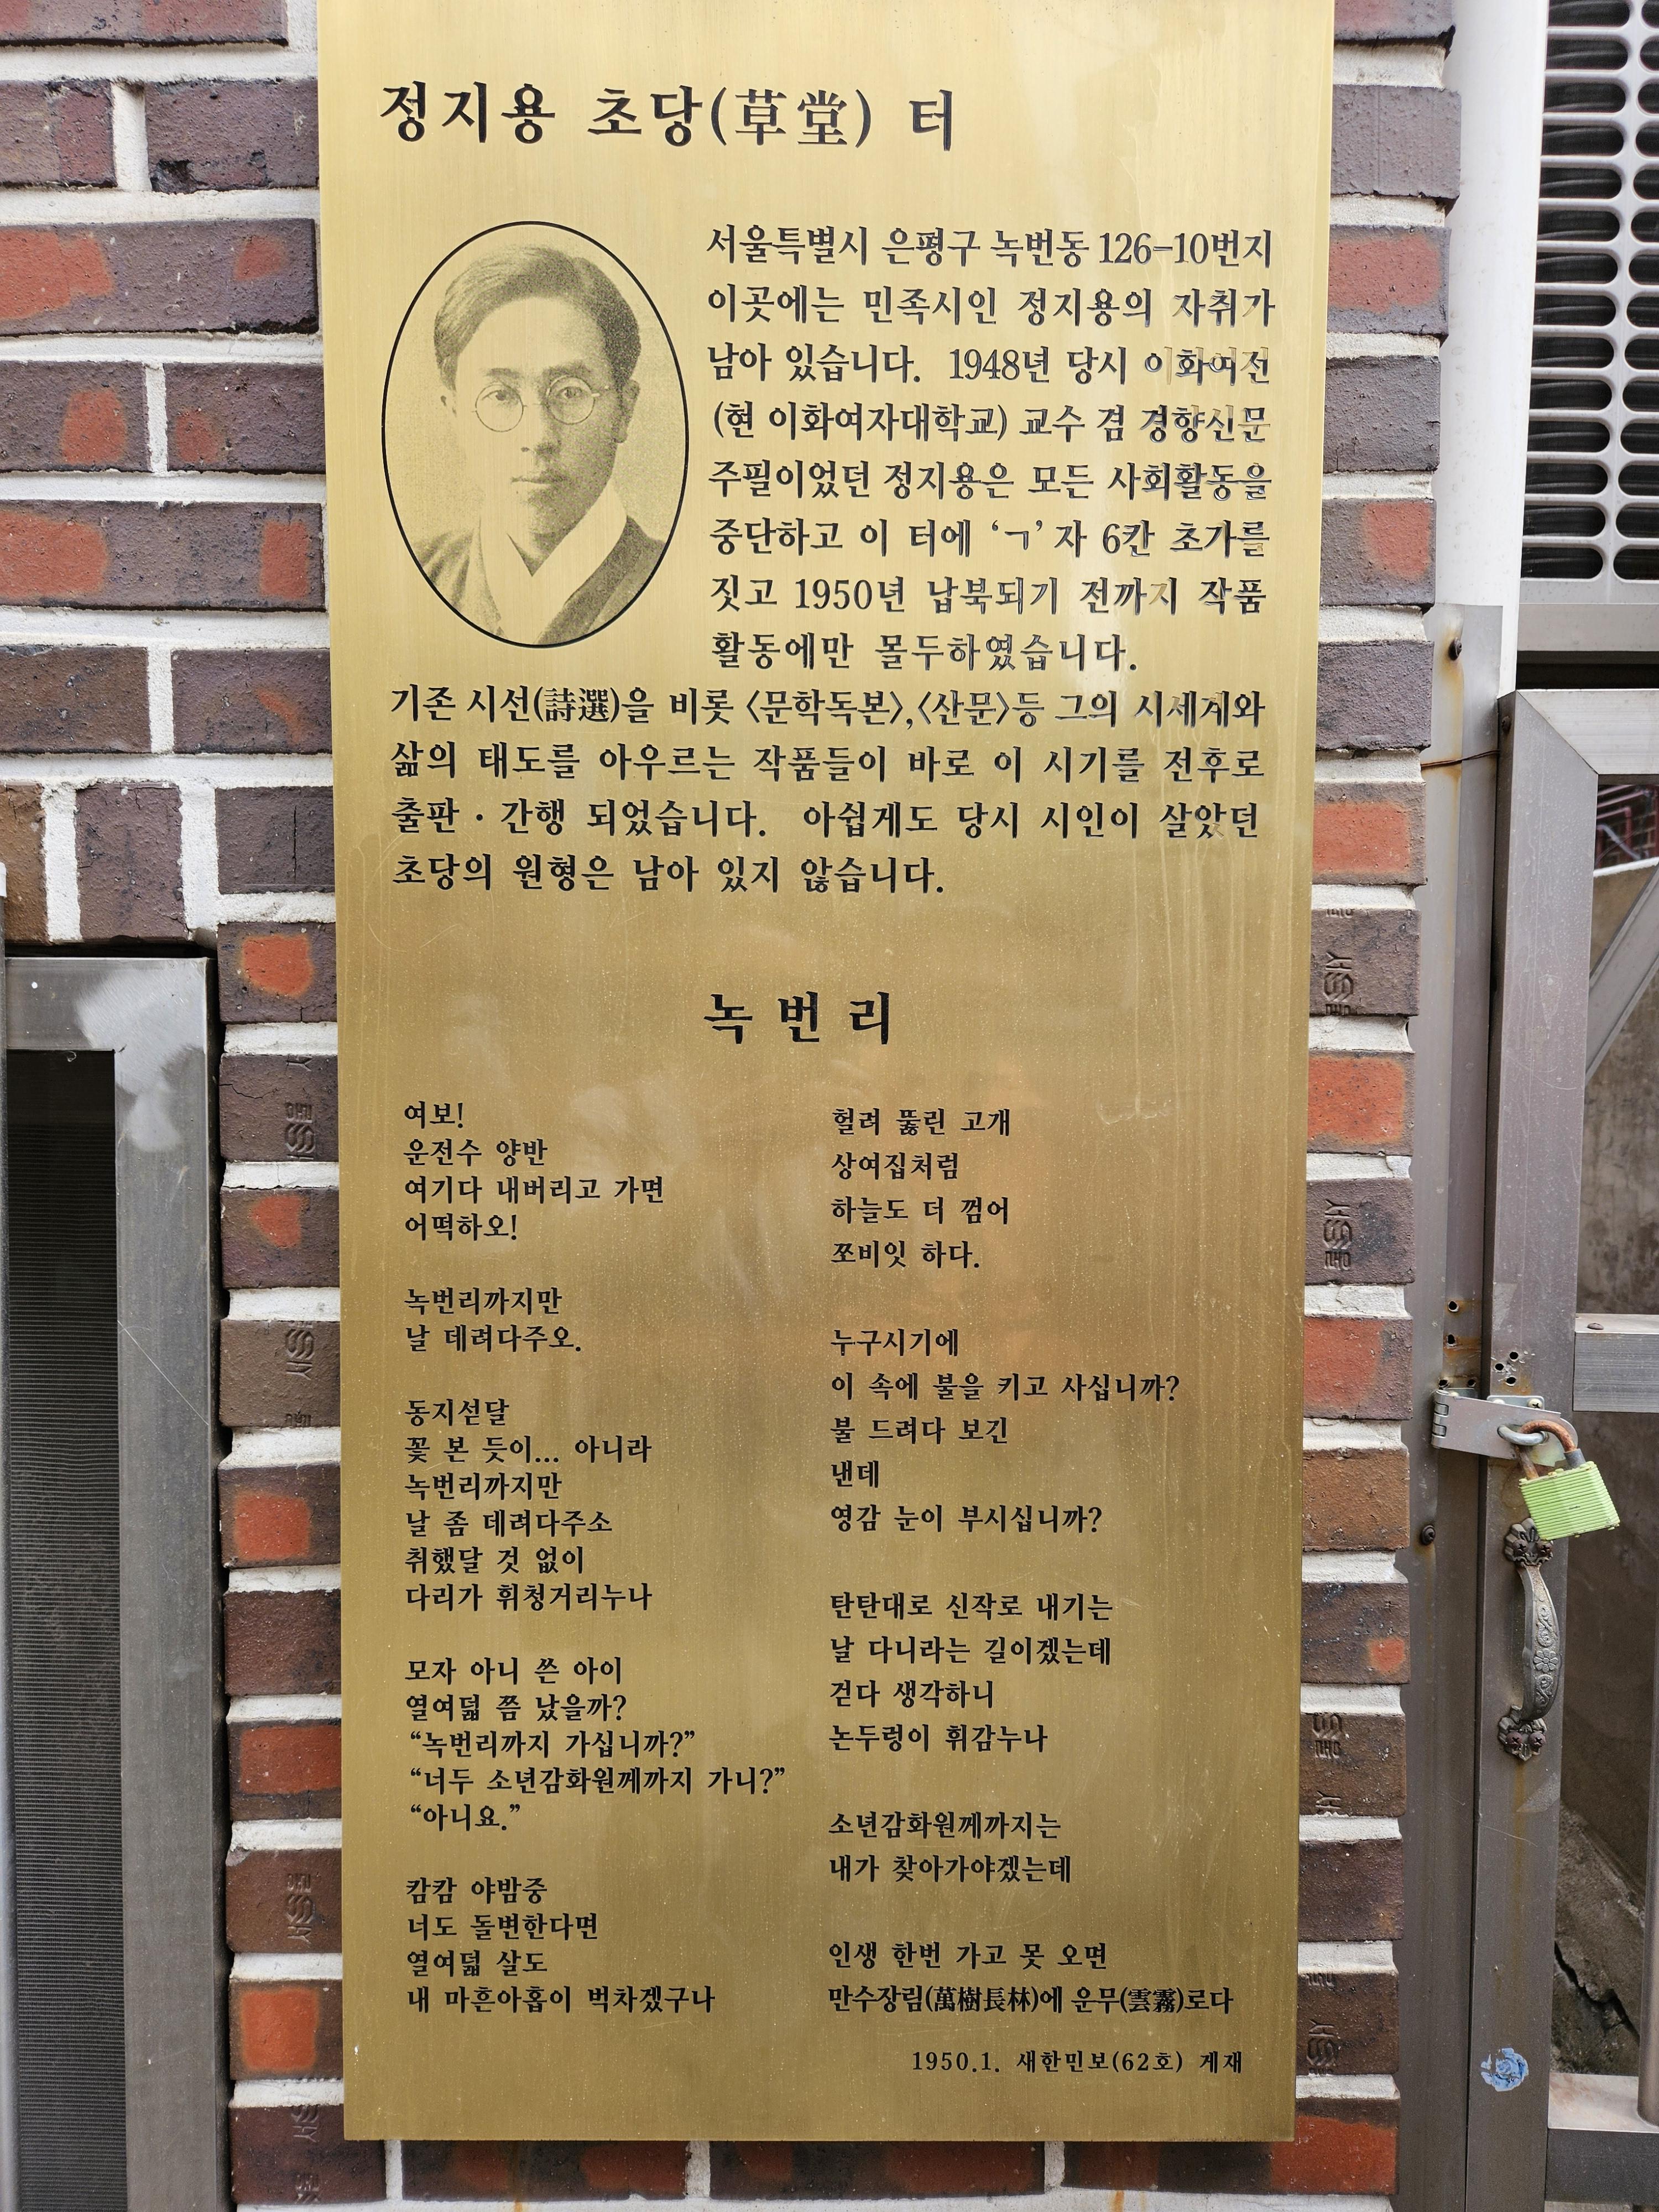 정지용 초당(草堂) 터
서울특별시 은평구 녹번동 126-10번지
이곳에는 민족시인 정지용의 자취가
남아 있습니다. 1948년 당시 이화여전
(현 이화여자대학교) 교수 겸 경향신문
주필이었던 정지용은 모든 사회활동을
중단하고 이 터에 ‘ㄱ’자 6칸 초가를
짓고 1950년 납북되기 전까지 작품
활동에만 몰두하였습니다.
기존 시선(詩選)을 비롯 〈문학독본〉,〈산문〉등 그의 시세계와
삶의 태도를 아우르는 작품들이 바로 이 시기를 전후로
출판·간행 되었습니다. 아쉽게도 당시 시인이 살았던
초당의 원형은 남아 있지 않습니다.
녹번리
여보!
운전수 양반
여기다 내버리고 가면
어떡하오!
녹번리까지만
날 데려다주오.
동지섣달
꽃 본 듯이... 아니라
녹번리까지만
날 좀 데려다주소
취했달 것 없이
다리가 휘청거리누나
모자 아니 쓴 아이
열여덟 쯤 났을까?
“녹번리까지 가십니까?”
“너두 소년감화원께까지 가니?”
“아니요.”
캄캄 야밤중
너도 돌변한다면
열여덟 살도
내 마흔아홉이 벅차겠구나
헐려 뚫린 고개
상여집처럼
하늘도 더 껌어
쪼비잇 하다.
누구시기에
이 속에 불을 키고 사십니까?
불 드려다 보긴
낸데
영감 눈이 부시십니까?
탄탄대로 신작로 내기는
날 다니라는 길이겠는데
걷다 생각하니
논두렁이 휘감누나
소년감화원께까지는
내가 찾아가야겠는데
인생 한번 가고 못 오면
만수장림(萬樹長林)에 운무(雲霧)로다
1950.1. 새한민보(62호) 게재